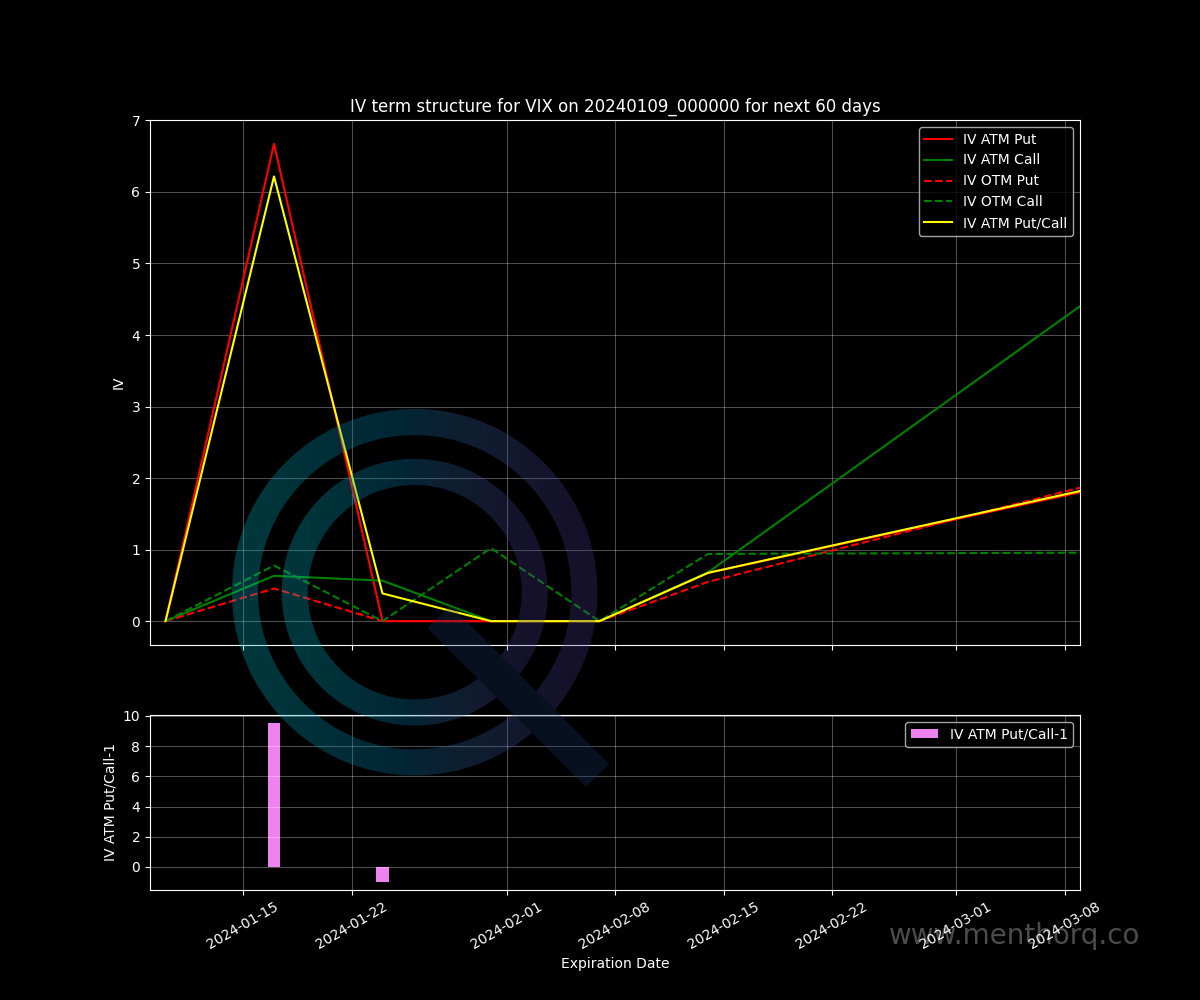 IV term structure for VIX on 20240109_000000 for next 60 days
7
6
5
4
3
2
1
0
IV
IV ATM Put
IV ATM Call
IV OTM Put
IV OTM Call
IV ATM Put/Call
10
8
6
4
2
0
IV ATM Put/Call-1
IV ATM Put/Call-1
2024-01-15
2024-01-22
2024-02-01
2024-02-08
2024-02-15
2024-02-22
2024-03-01
2024-03-08
www.menthorq.co
Expiration Date